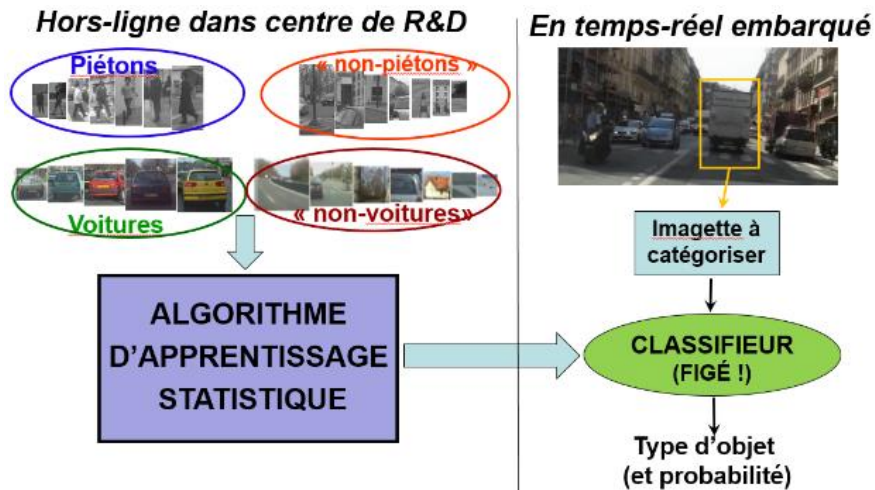 Hors-ligne dans centre de R&D
Piétons
« non-piétons »
Voitures
« non-voitures»
ALGORITHME
D'APPRENTISSAGE
STATISTIQUE
En temps-réel embarqué
Imagette à
catégoriser
CLASSIFIEUR
(FIGÉ !)
Type d'objet
(et probabilité)